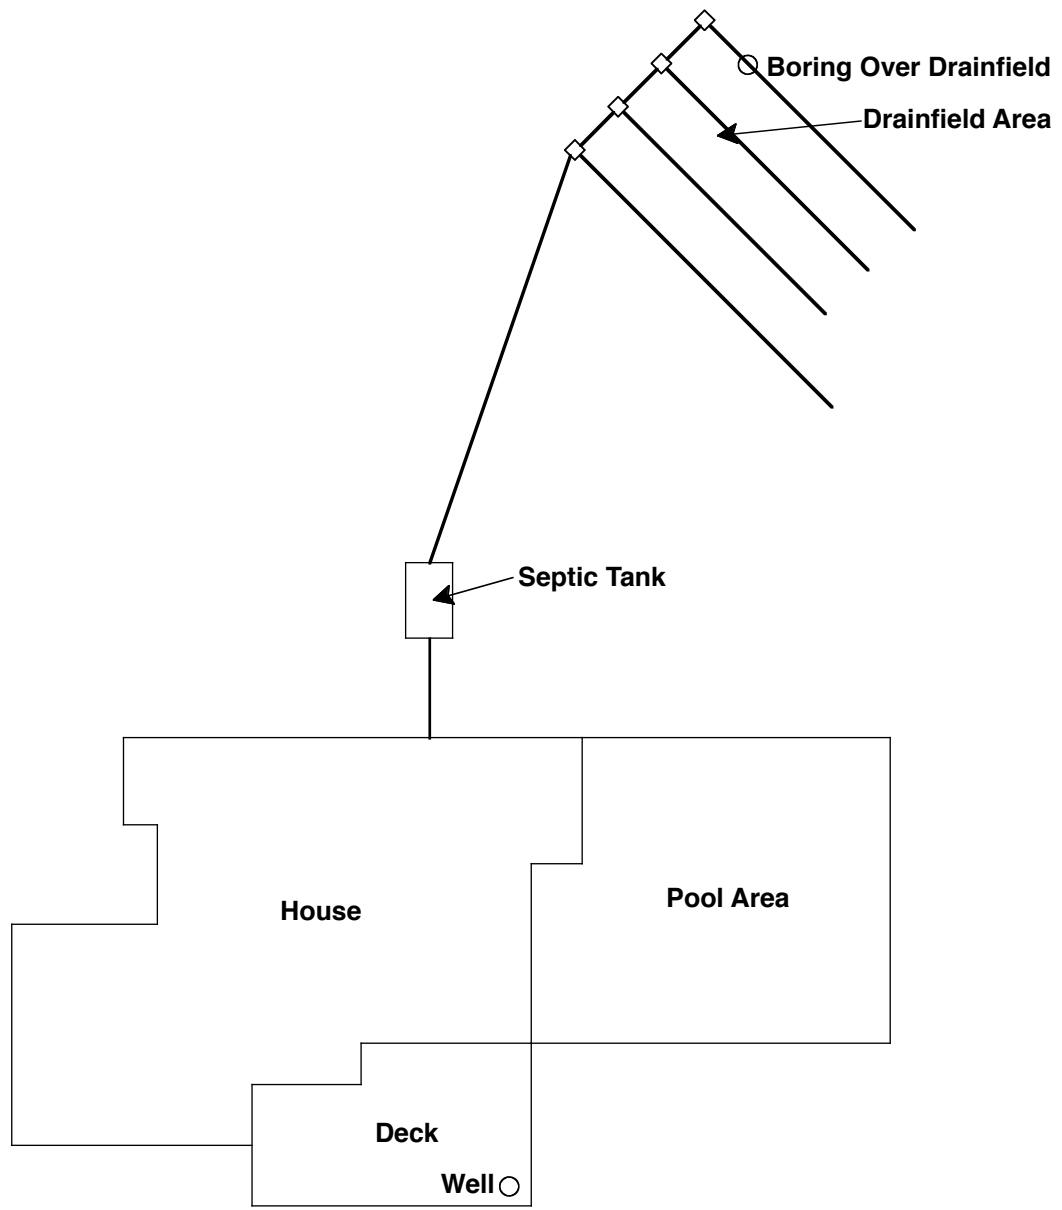 Boring Over Drainfield
Drainfield Area
Septic Tank
House
Pool Area
Deck
Well